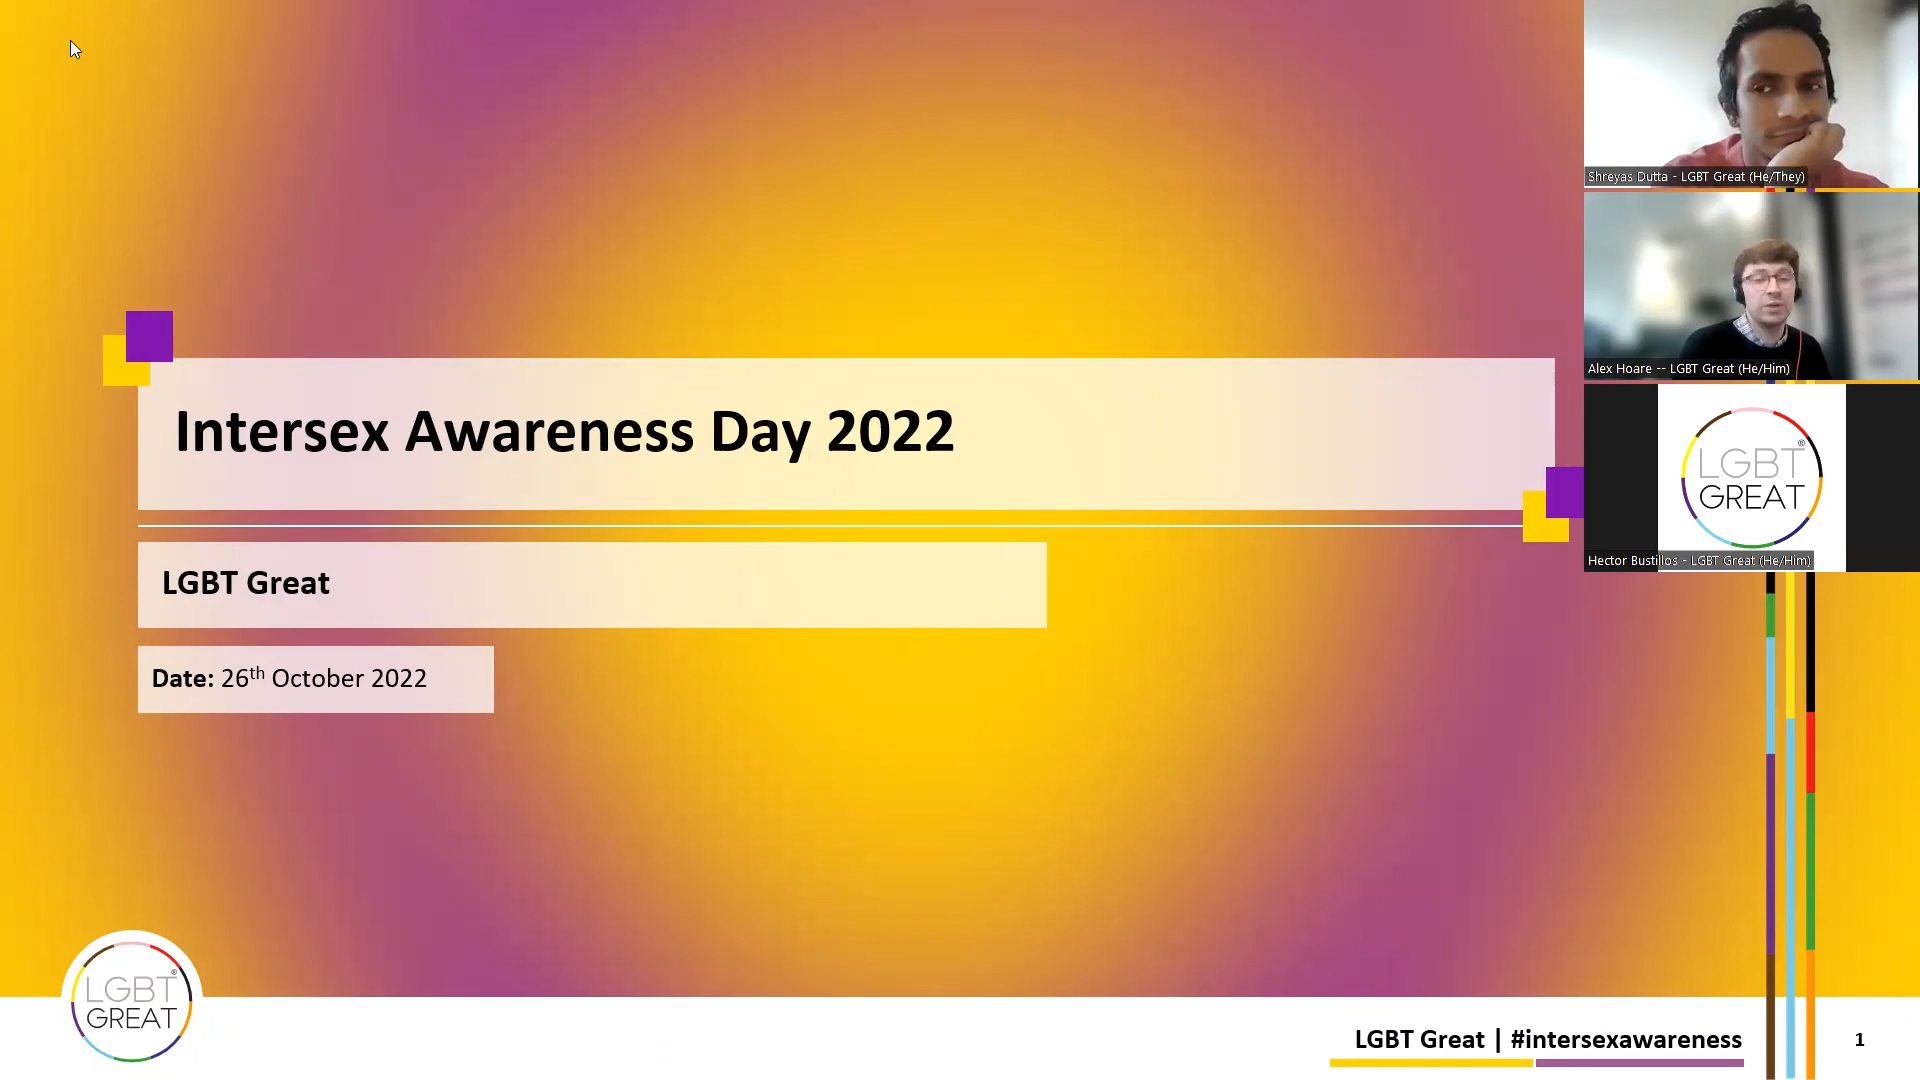 Intersex Awareness Day 2022
LGBT Great
Date: 26th October 2022
Shreyas Dutta - LGBT Great (He/They)
Alex Hoare -- LGBT Great (He/Him)
LGBT®
GREAT
Hector Bustillos - LGBT Great (He/Him)
LGBT®
GREAT
LGBT Great | #intersexawareness
1